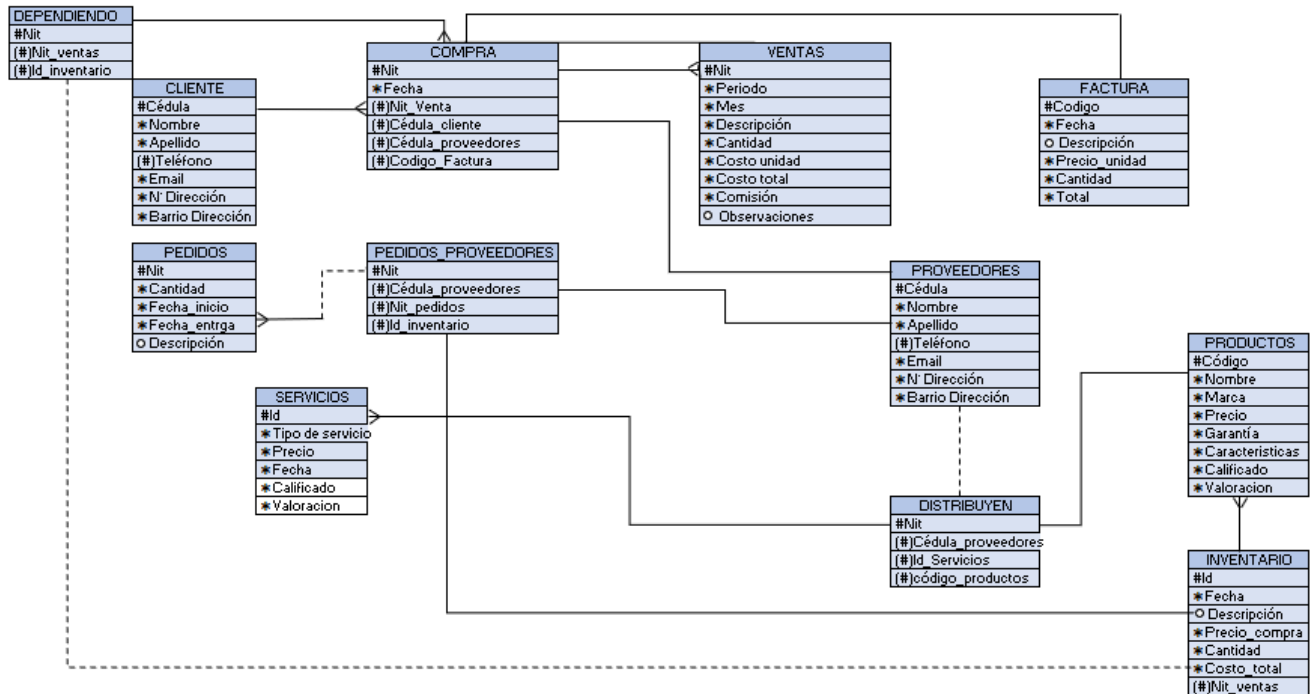 DEPENDIENDO
#Nit
(#)Nit_ventas
(#)Id_inventario
CLIENTE
#Cédula
*Nombre
*Apellido
(#)Teléfono
*Email
*N° Dirección
*Barrio Dirección
COMPRA
#Nit
*Fecha
(#)Nit_Venta
(#)Cédula_cliente
(#)Cédula_proveedores
(#)Codigo_Factura
VENTAS
#Nit
*Periodo
*Mes
*Descripción
*Cantidad
*Costo unidad
*Costo total
*Comisión
o Observaciones
FACTURA
#Codigo
*Fecha
o Descripción
*Precio_unidad
*Cantidad
*Total
PEDIDOS
#Nit
*Cantidad
*Fecha_inicio
*Fecha_entrga
o Descripción
PEDIDOS_PROVEEDORES
#Nit
(#)Cédula_proveedores
(#)Nit_pedidos
(#)Id_inventario
PROVEEDORES
#Cédula
*Nombre
*Apellido
(#)Teléfono
*Email
*N° Dirección
*Barrio Dirección
PRODUCTOS
#Código
*Nombre
*Marca
*Precio
*Garantía
*Caracteristicas
*Calificado
*Valoracion
SERVICIOS
#Id
*Tipo de servicio
*Precio
*Fecha
*Calificado
*Valoracion
DISTRIBUYEN
#Nit
(#)Cédula_proveedores
(#)Id_Servicios
(#)código_productos
INVENTARIO
#Id
*Fecha
o Descripción
*Precio_compra
*Cantidad
*Costo_total
(#)Nit_ventas